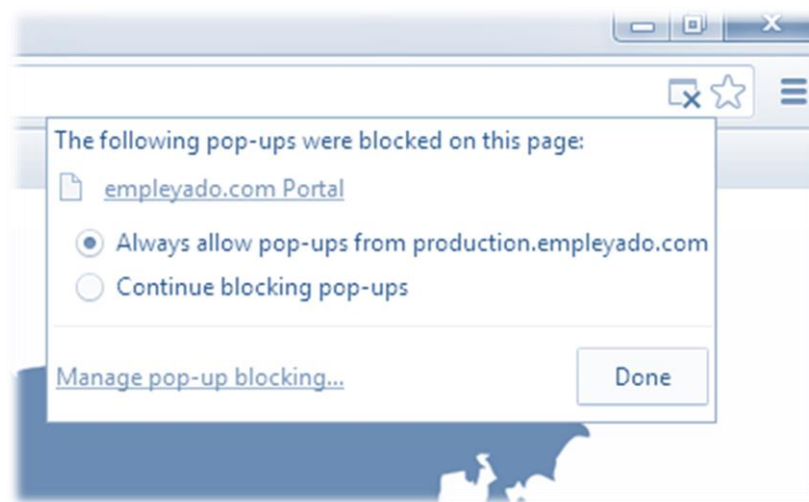 The following pop-ups were blocked on this page:
empleyado.com Portal
Always allow pop-ups from production.empleyado.com
Continue blocking pop-ups
Manage pop-up blocking...
Done